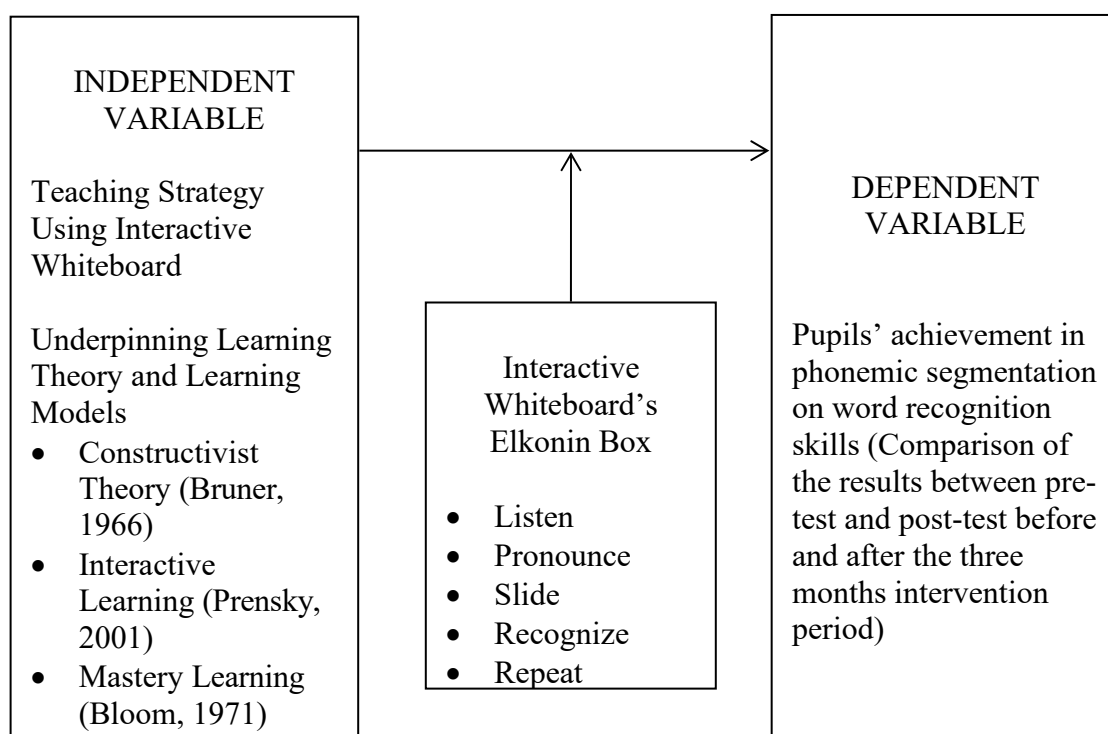 INDEPENDENT
VARIABLE
Teaching Strategy
Using Interactive
Whiteboard
Underpinning Learning
Theory and Learning
Models
• Constructivist
Theory (Bruner,
1966)
• Interactive
Learning (Prensky,
2001)
• Mastery Learning
(Bloom, 1971)
Interactive
Whiteboard’s
Elkonin Box
• Listen
• Pronounce
• Slide
• Recognize
• Repeat
DEPENDENT
VARIABLE
Pupils’ achievement in
phonemic segmentation
on word recognition
skills (Comparison of
the results between pre-
test and post-test before
and after the three
months intervention
period)